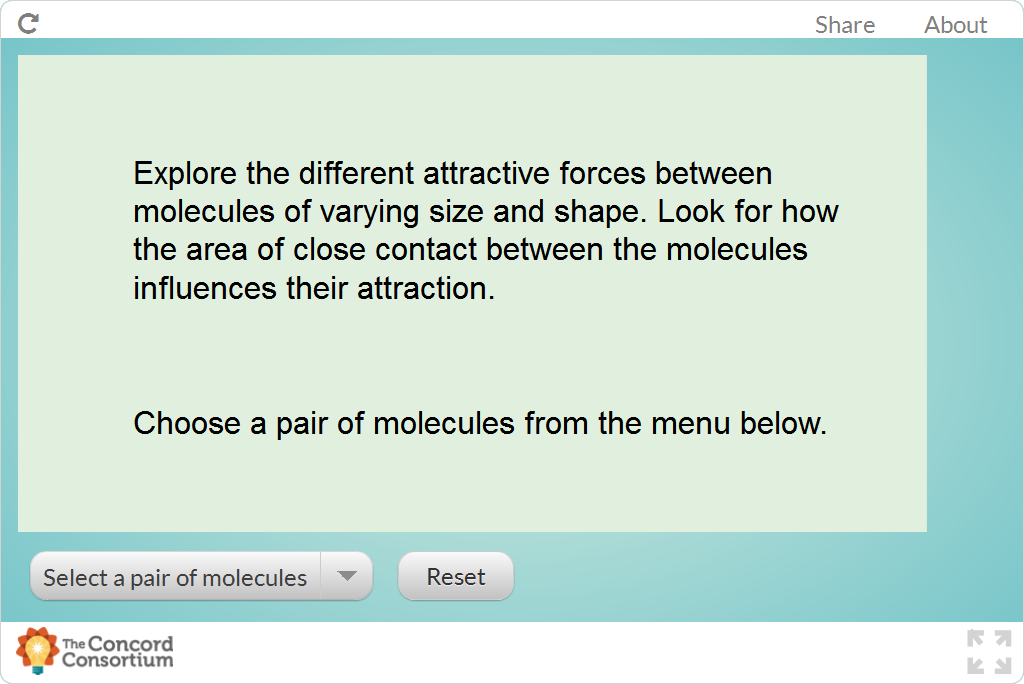 Share About
Explore the different attractive forces between
molecules of varying size and shape. Look for how
the area of close contact between the molecules
influences their attraction.
Choose a pair of molecules from the menu below.
Select a pair of molecules Reset
The Concord
Consortium